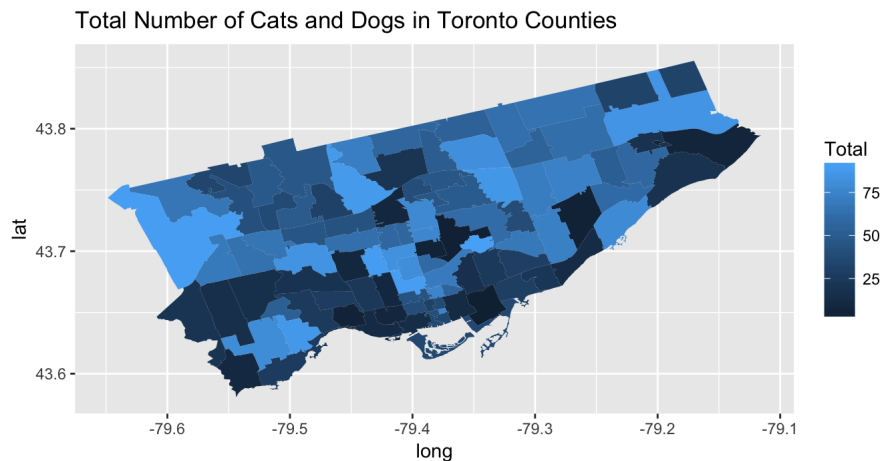 Total Number of Cats and Dogs in Toronto Counties
lat
43.8
43.7
43.6
-79.6 -79.5 -79.4 -79.3 -79.2 -79.1
long
Total
75
50
25